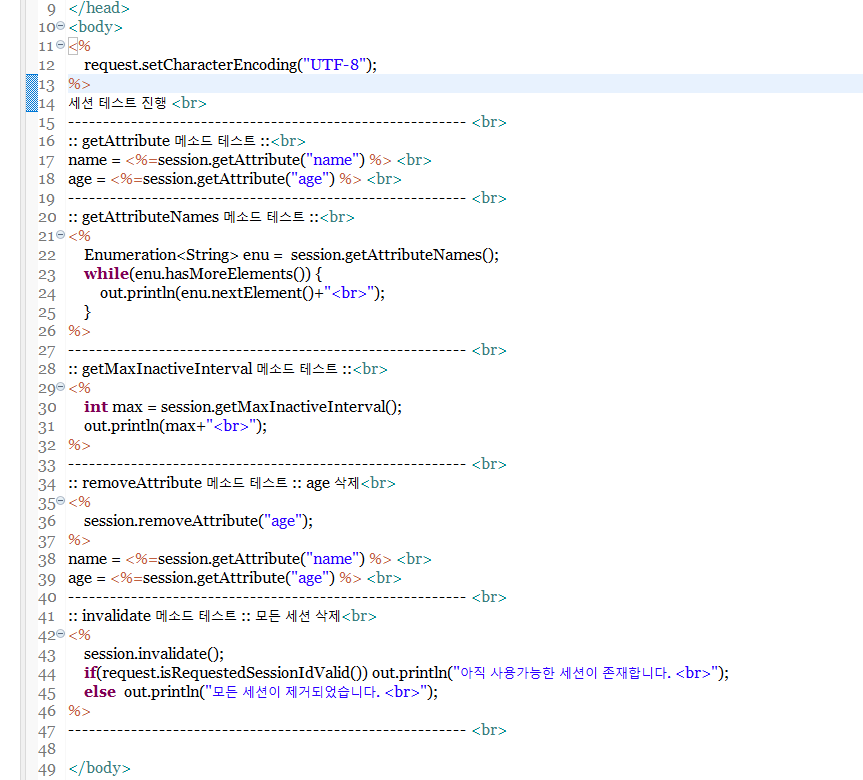 9 </head>
10 <body>
11 <%
12 request.setCharacterEncoding("UTF-8");
13 %>
14 세션 테스트 진행 <br>
15 --------------------------------------------------------- <br>
16 :: getAttribute 메소드 테스트 ::<br>
17 name = <%=session.getAttribute("name") %> <br>
18 age = <%=session.getAttribute("age") %> <br>
19 --------------------------------------------------------- <br>
20 :: getAttributeNames 메소드 테스트 ::<br>
21 <%
22 Enumeration<String> enu =  session.getAttributeNames();
23 while(enu.hasMoreElements()) {
24 out.println(enu.nextElement()+"<br>");
25 }
26 %>
27 --------------------------------------------------------- <br>
28 :: getMaxInactiveInterval 메소드 테스트 ::<br>
29 <%
30 int max = session.getMaxInactiveInterval();
31 out.println(max+"<br>");
32 %>
33 --------------------------------------------------------- <br>
34 :: removeAttribute 메소드 테스트 :: age 삭제<br>
35 <%
36 session.removeAttribute("age");
37 %>
38 name = <%=session.getAttribute("name") %> <br>
39 age = <%=session.getAttribute("age") %> <br>
40 --------------------------------------------------------- <br>
41 :: invalidate 메소드 테스트 :: 모든 세션 삭제<br>
42 <%
43 session.invalidate();
44 if(request.isRequestedSessionIdValid()) out.println("아직 사용가능한 세션이 존재합니다. <br>");
45 else  out.println("모든 세션이 제거되었습니다. <br>");
46 %>
47 --------------------------------------------------------- <br>
48
49 </body>